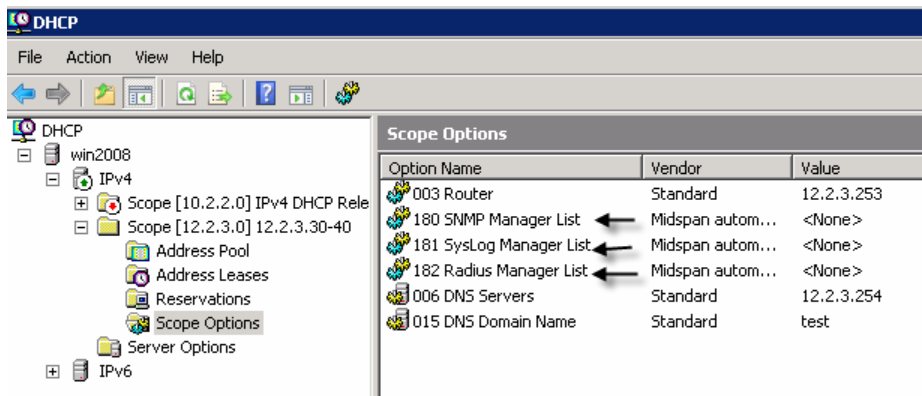 DHCP
File Action View Help
DHCP
win2008
IPv4
Scope [10.2.2.0] IPv4 DHCP Rele
Scope [12.2.3.0] 12.2.3.30-40
Address Pool
Address Leases
Reservations
Scope Options
Server Options
IPv6
Scope Options
Option Name Vendor Value
003 Router Standard 12.2.3.253
180 SNMP Manager List Midspan autom... <None>
181 SysLog Manager List Midspan autom... <None>
182 Radius Manager List Midspan autom... <None>
006 DNS Servers Standard 12.2.3.254
015 DNS Domain Name Standard test